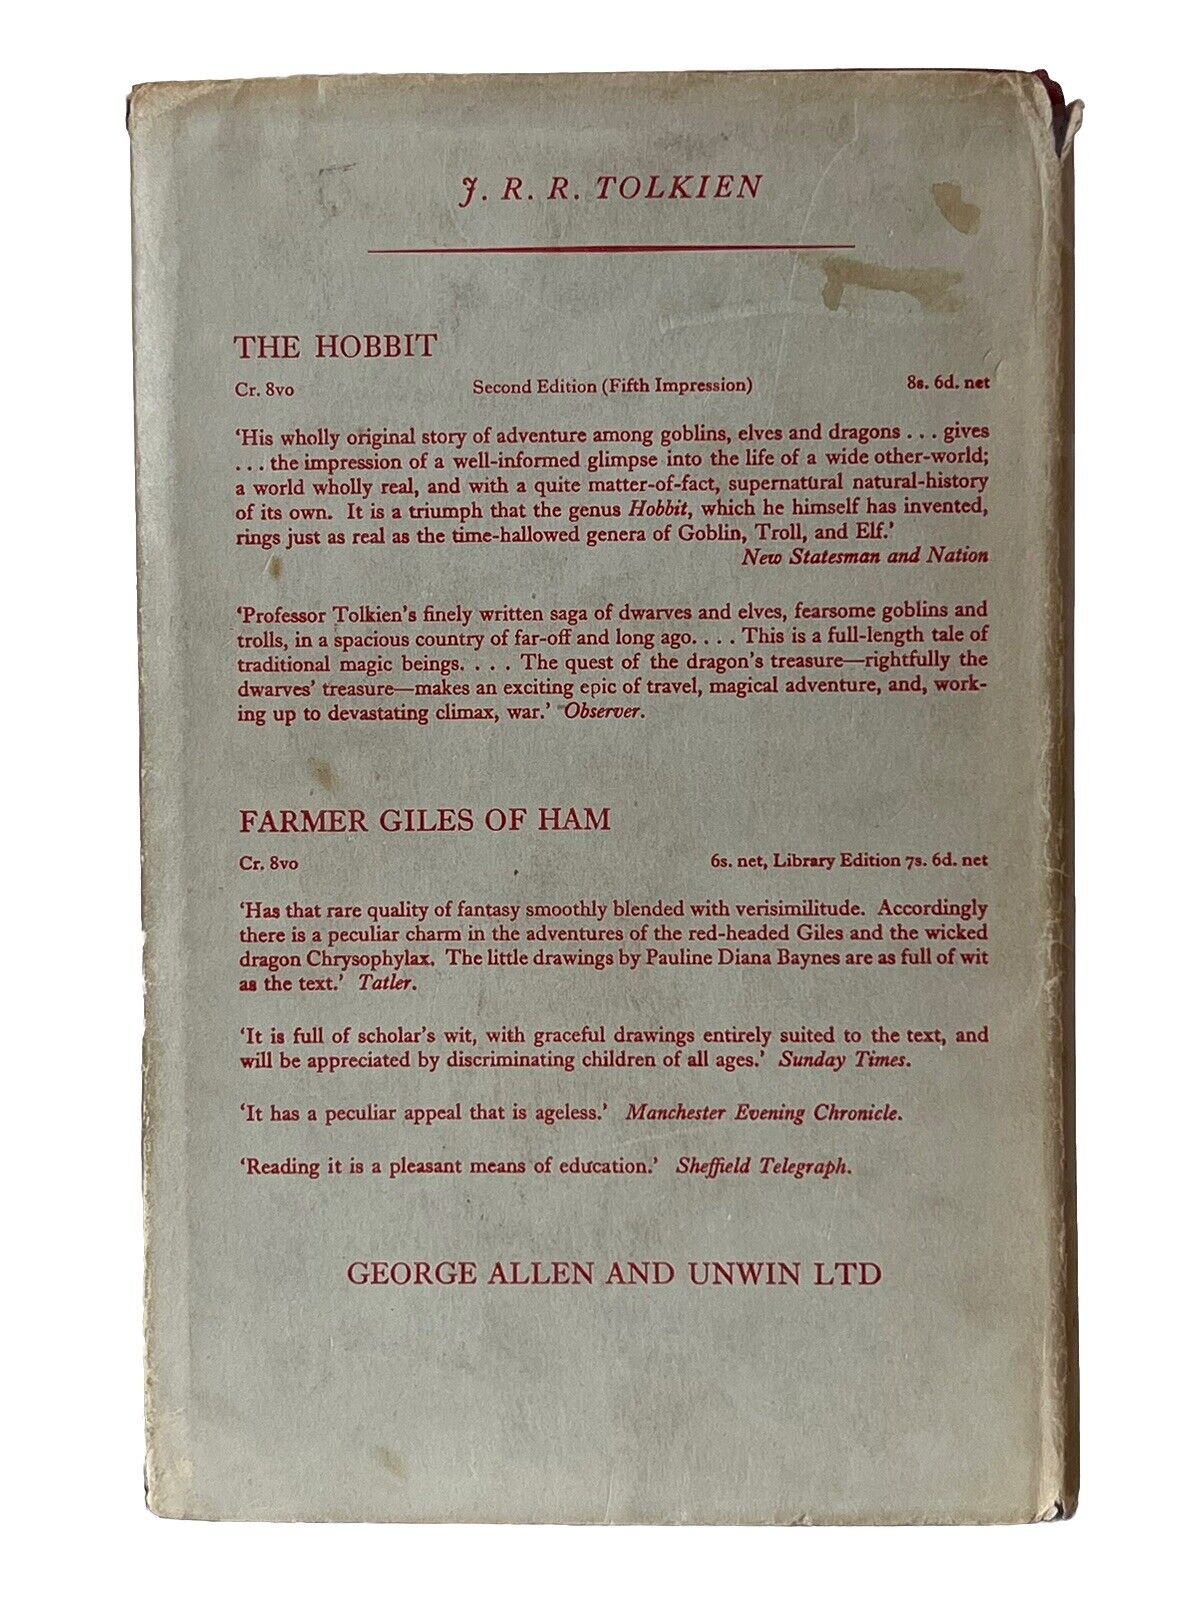 J. R. R. TOLKIEN
THE HOBBIT
Cr. 8vo Second Edition (Fifth Impression) 8s. 6d. net
‘His wholly original story of adventure among goblins, elves and dragons . . . gives
. . . the impression of a well-informed glimpse into the life of a wide other-world;
a world wholly real, and with a quite matter-of-fact, supernatural natural-history
of its own. It is a triumph that the genus Hobbit, which he himself has invented,
rings just as real as the time-hallowed genera of Goblin, Troll, and Elf.’
New Statesman and Nation
‘Professor Tolkien’s finely written saga of dwarves and elves, fearsome goblins and
trolls, in a spacious country of far-off and long ago. . . . This is a full-length tale of
traditional magic beings. . . . The quest of the dragon’s treasure—rightfully the
dwarves’ treasure—makes an exciting epic of travel, magical adventure, and, work-
ing up to devastating climax, war.’ Observer.
FARMER GILES OF HAM
Cr. 8vo 6s. net, Library Edition 7s. 6d. net
‘Has that rare quality of fantasy smoothly blended with verisimilitude. Accordingly
there is a peculiar charm in the adventures of the red-headed Giles and the wicked
dragon Chrysophylax. The little drawings by Pauline Diana Baynes are as full of wit
as the text.’ Tatler.
‘It is full of scholar’s wit, with graceful drawings entirely suited to the text, and
will be appreciated by discriminating children of all ages.’ Sunday Times.
‘It has a peculiar appeal that is ageless.’ Manchester Evening Chronicle.
‘Reading it is a pleasant means of education.’ Sheffield Telegraph.
GEORGE ALLEN AND UNWIN LTD